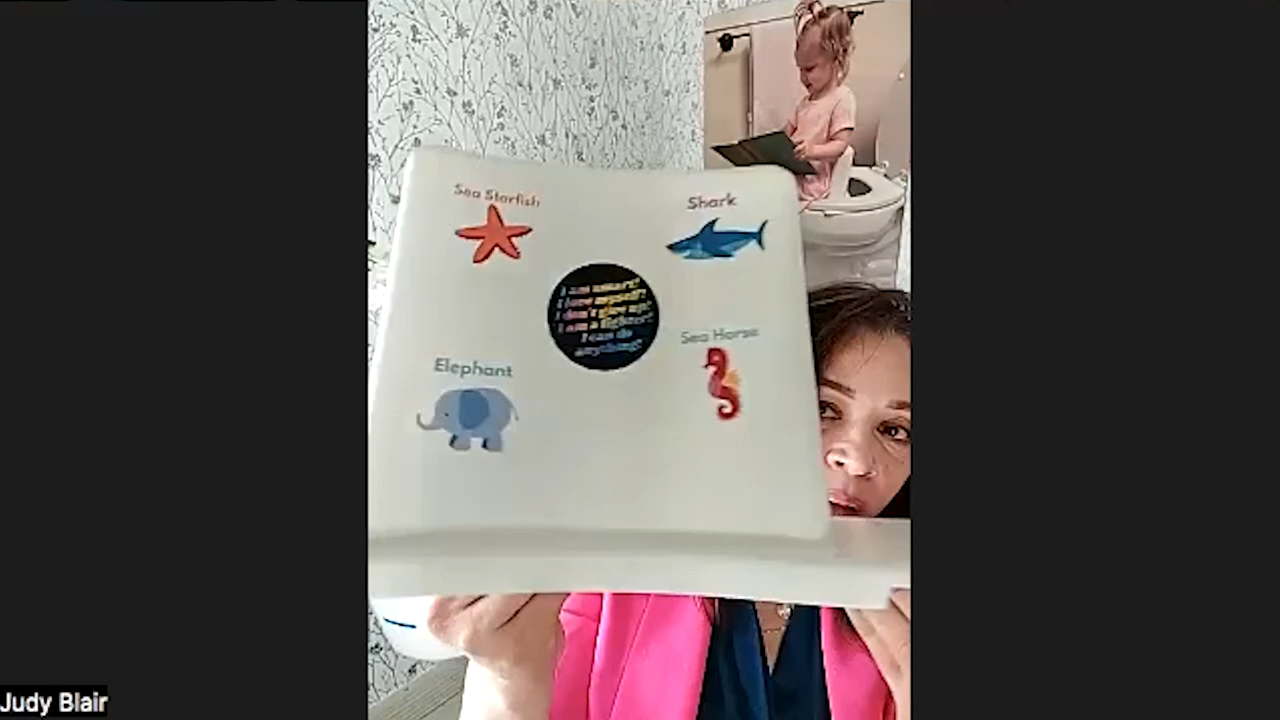 Sea Starfish
Shark
I am smart!
I love myself!
I don't give up!
I am a fighter!
I can do
anything!
Sea Horse
Elephant
Judy Blair